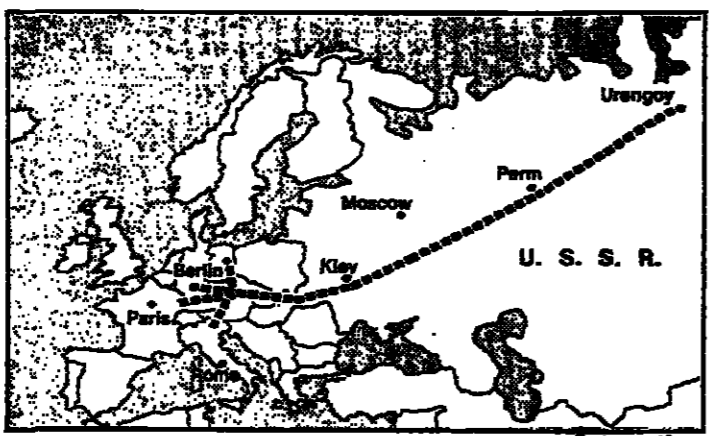 Urengoy
Perm
Moscow
U. S. S. R.
Kiev
Berlin
Paris
Rome